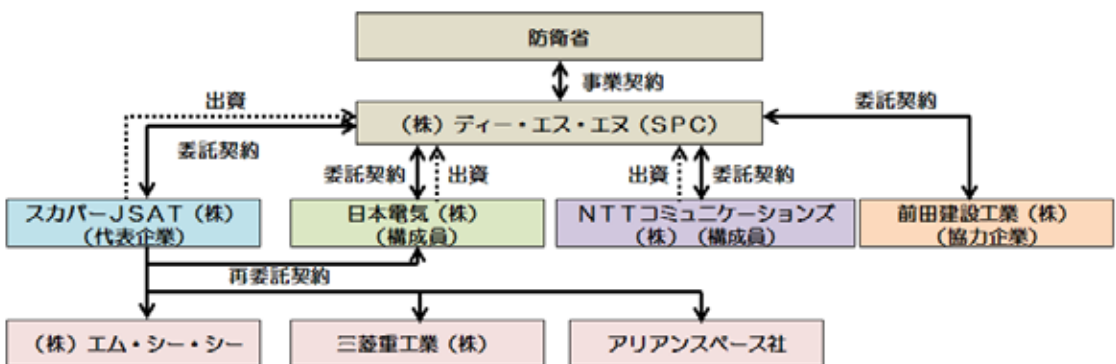 防衛省
事業契約
出資
委託契約
(株)ディー・エス・エヌ(SPC)
委託契約
委託契約
出資
出資
委託契約
スカパーJSAT(株)
(代表企業)
日本電気(株)
(構成員)
NTTコミュニケーションズ
(株)(構成員)
前田建設工業(株)
(協力企業)
再委託契約
(株)エム・シー・シー
三菱重工業(株)
アリアンスペース社